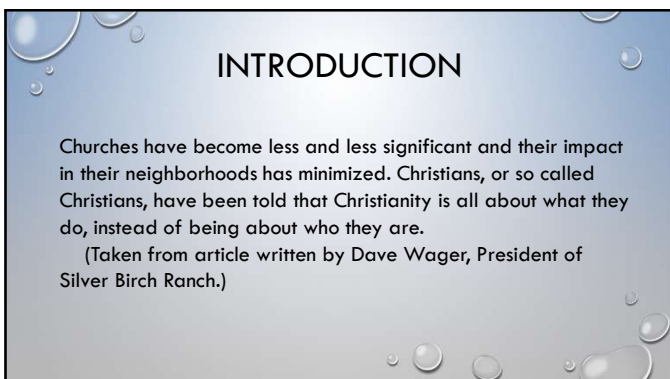 INTRODUCTION
Churches have become less and less significant and their impact
in their neighborhoods has minimized. Christians, or so called
Christians, have been told that Christianity is all about what they
do, instead of being about who they are.
(Taken from article written by Dave Wager, President of
Silver Birch Ranch.)